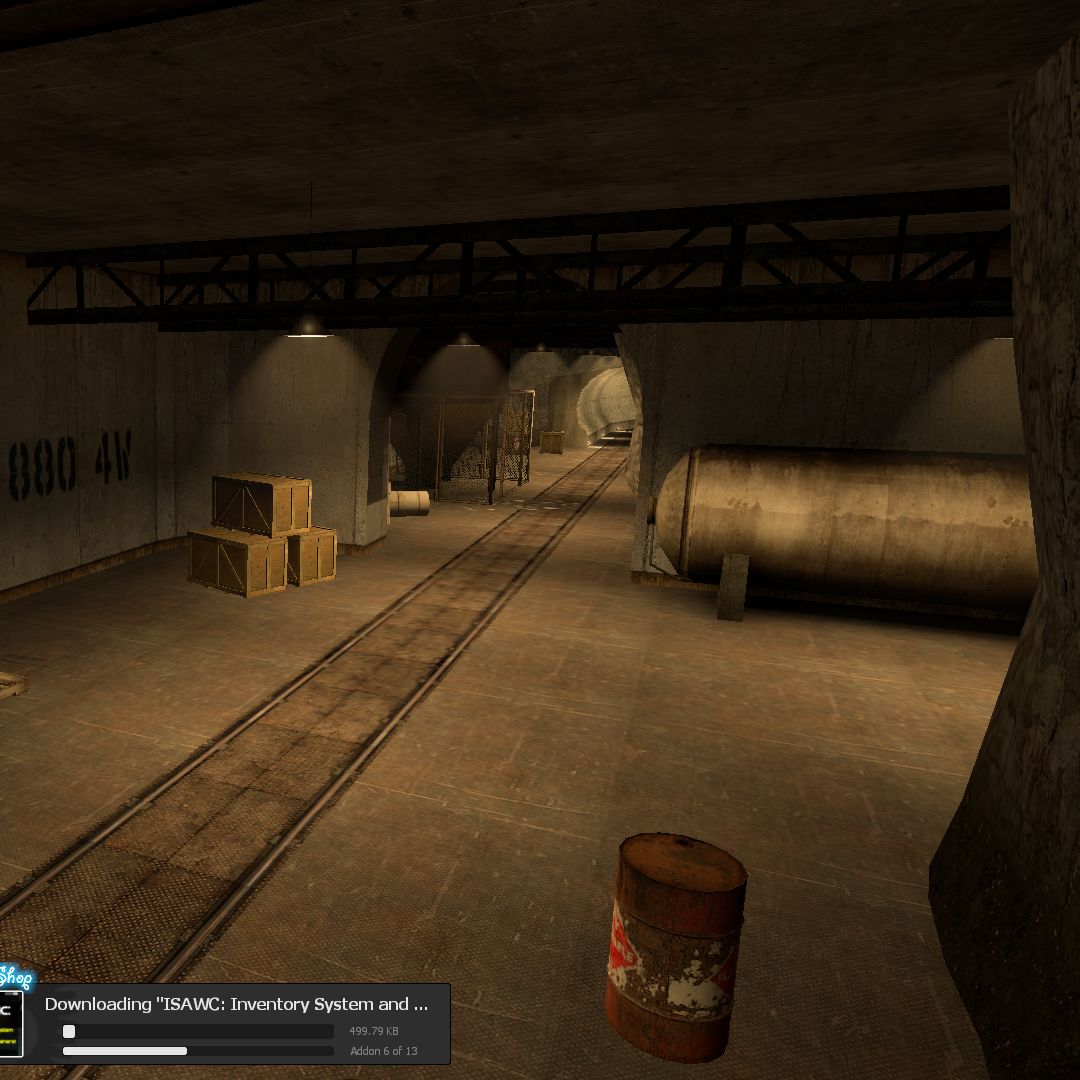 880 4W
Shop
Downloading "ISAWC: Inventory System and ...
499.79 KB
Addon 6 of 13